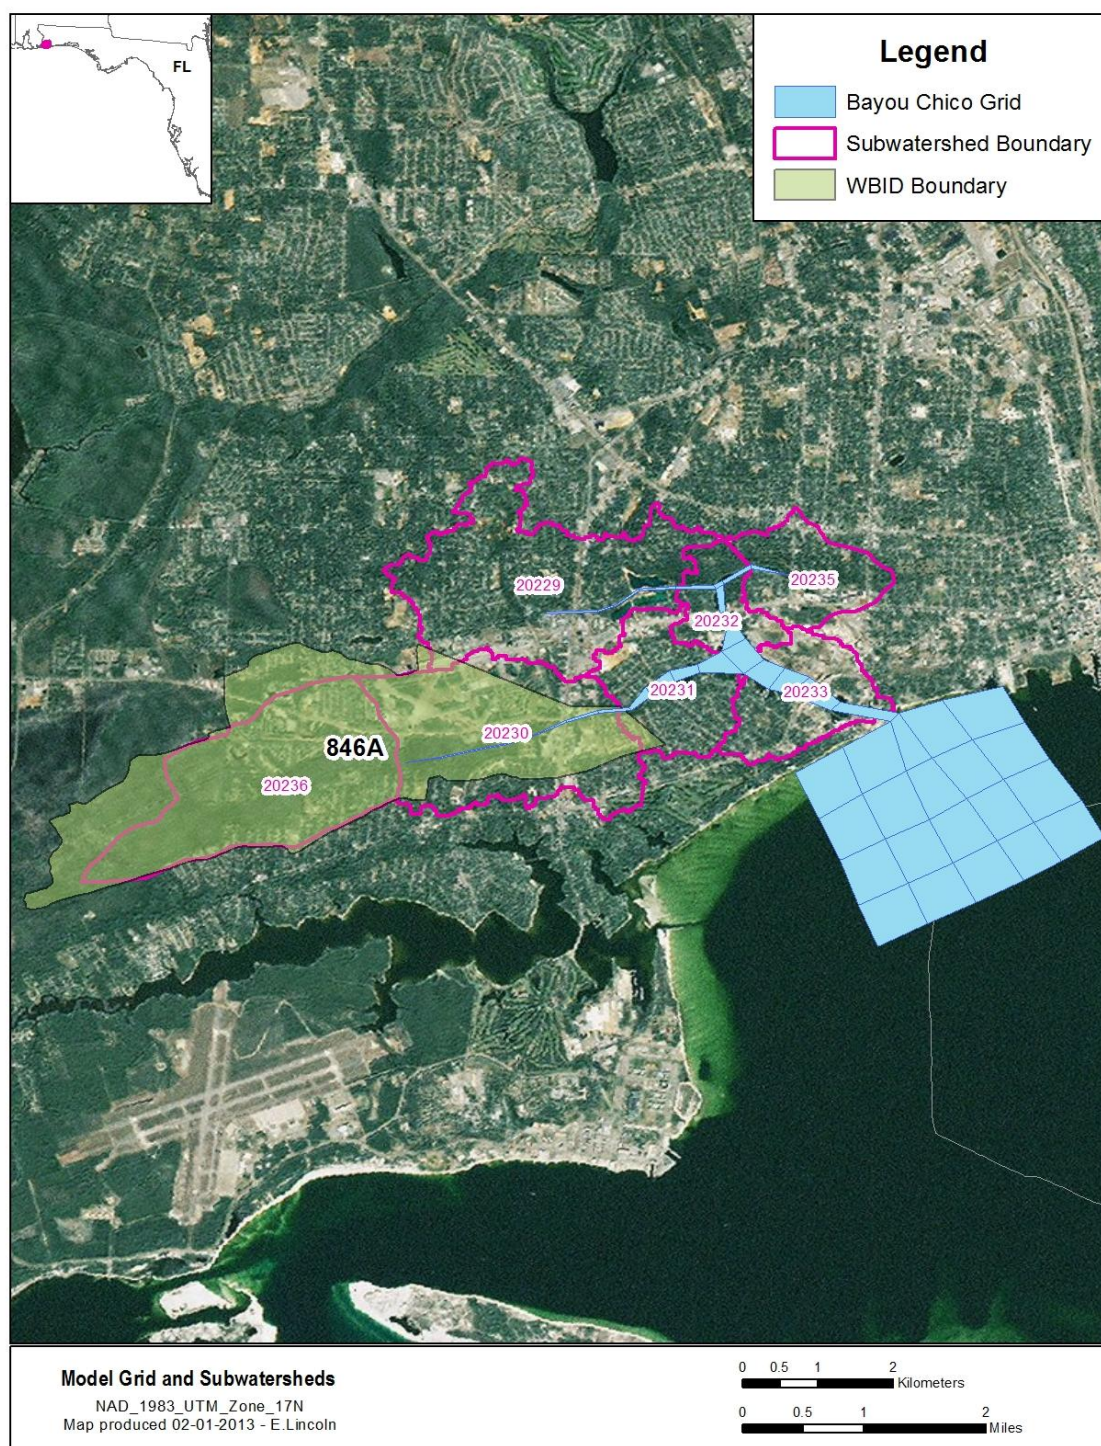 FL
Legend
Bayou Chico Grid
Subwatershed Boundary
WBID Boundary
20229
20235
20232
20231
20233
20230
846A
20236
Model Grid and Subwatersheds
NAD_1983_UTM_Zone_17N
Map produced 02-01-2013 - E.Lincoln
0 0.5 1 2
Kilometers
0 0.5 1 2
Miles